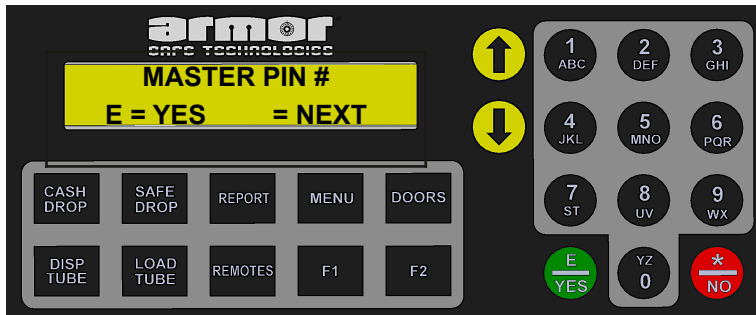 armor
SAFE TECHNOLOGIES
MASTER PIN #
E = YES = NEXT
CASH DROP
SAFE DROP
REPORT
MENU
DOORS
DISP TUBE
LOAD TUBE
REMOTES
F1
F2
1
ABC
2
DEF
3
GHI
4
JKL
5
MNO
6
PQR
7
ST
8
UV
9
WX
E
YES
YZ
0
*
NO